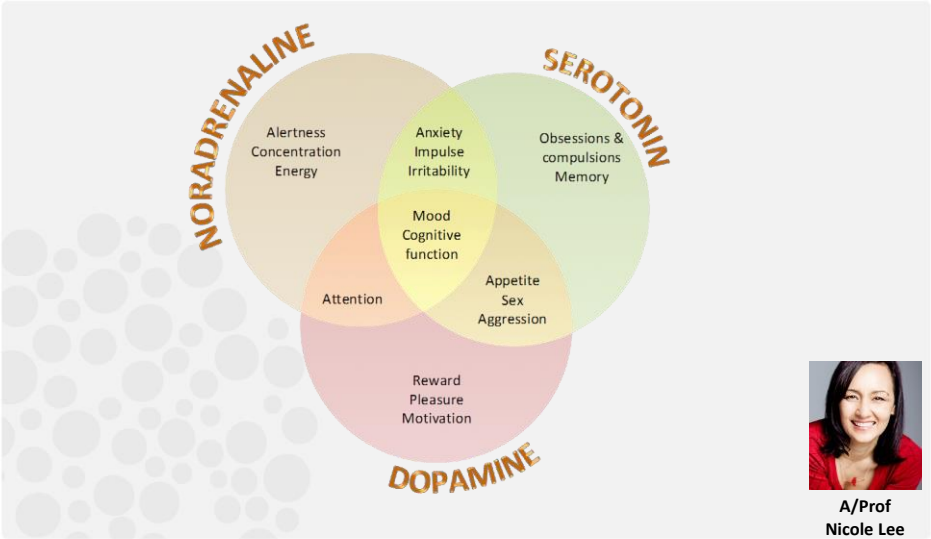 NORADRENALINE
SEROTONIN
Alertness
Concentration
Energy
Anxiety
Impulse
Irritability
Obsessions &
compulsions
Memory
Mood
Cognitive
function
Attention
Appetite
Sex
Aggression
Reward
Pleasure
Motivation
DOPAMINE
A/Prof
Nicole Lee